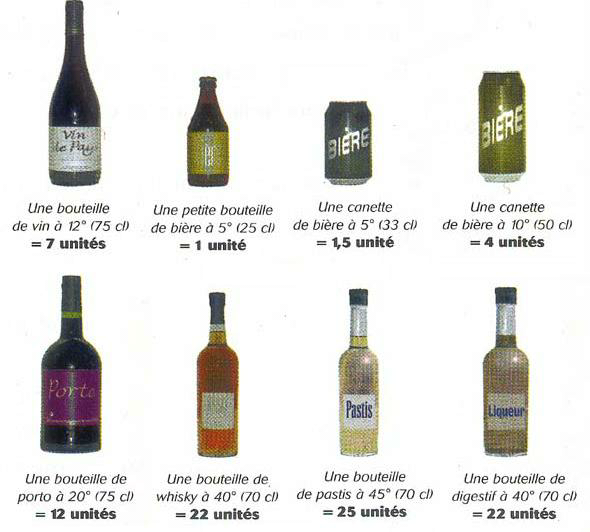 Vin
de Pay
BIÈRE
BIÈRE
Une bouteille
de vin à 12° (75 cl)
= 7 unités
Une petite bouteille
de bière à 5° (25 cl)
= 1 unité
Une canette
de bière à 5° (33 cl)
= 1,5 unité
Une canette
de bière à 10° (50 cl)
= 4 unités
Porto
Pastis
Liqueur
Une bouteille de
porto à 20° (75 cl)
= 12 unités
Une bouteille de
whisky à 40° (70 cl)
= 22 unités
Une bouteille
de pastis à 45° (70 cl)
= 25 unités
Une bouteille de
digestif à 40° (70 cl)
= 22 unités